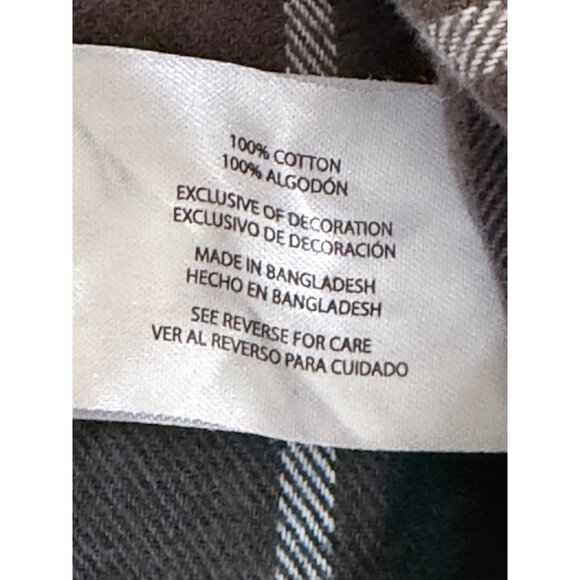 100% COTTON
100% ALGODÓN
EXCLUSIVE OF DECORATION
EXCLUSIVO DE DECORACIÓN
MADE IN BANGLADESH
HECHO EN BANGLADESH
SEE REVERSE FOR CARE
VER AL REVERSO PARA CUIDADO